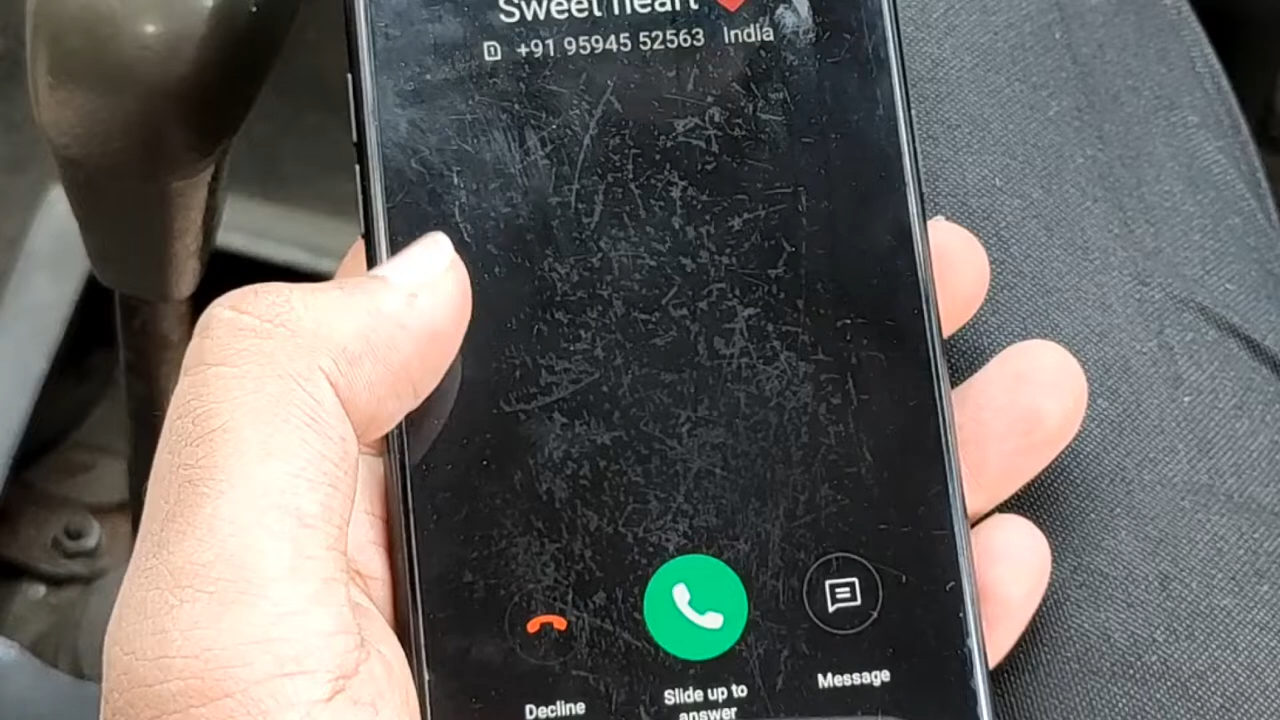 Sweet heart
+91 95945 52563 India
Decline
Slide up to
answer
Message